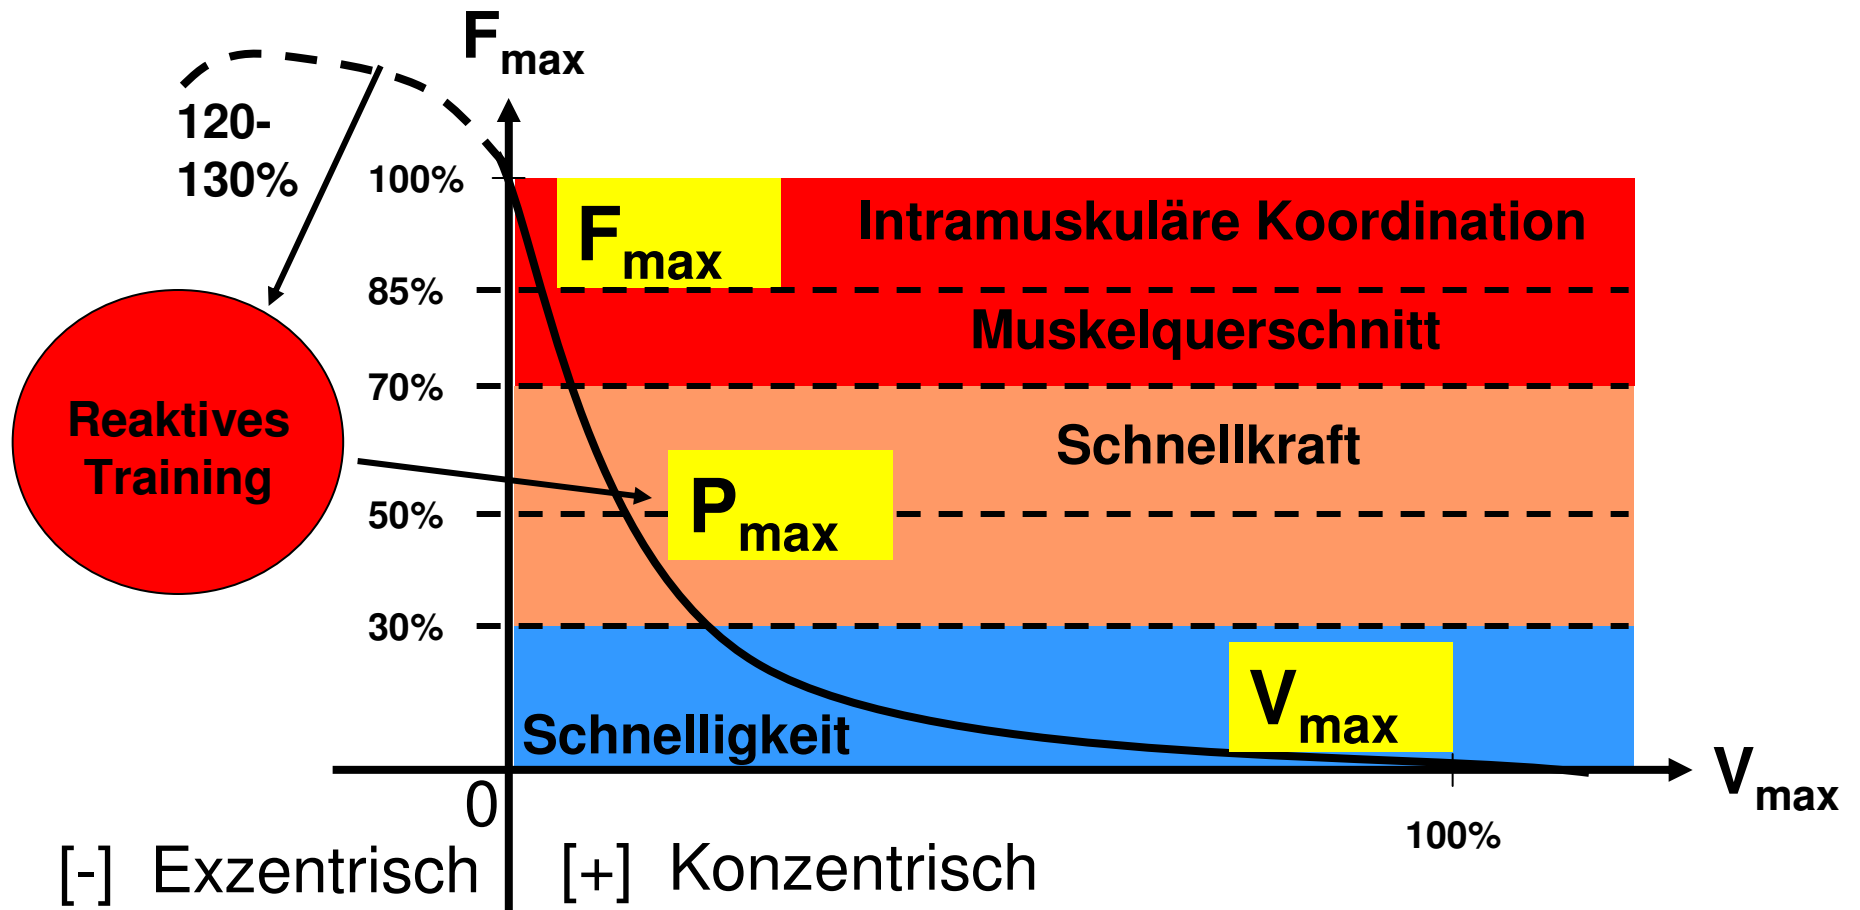 Fmax
120-
130%
100%
Fmax
Intramuskuläre Koordination
85%
Muskelquerschnitt
70%
Reaktives
Training
Schnellkraft
Pmax
50%
30%
Vmax
Schnelligkeit
Vmax
0
100%
[-] Exzentrisch
[+] Konzentrisch